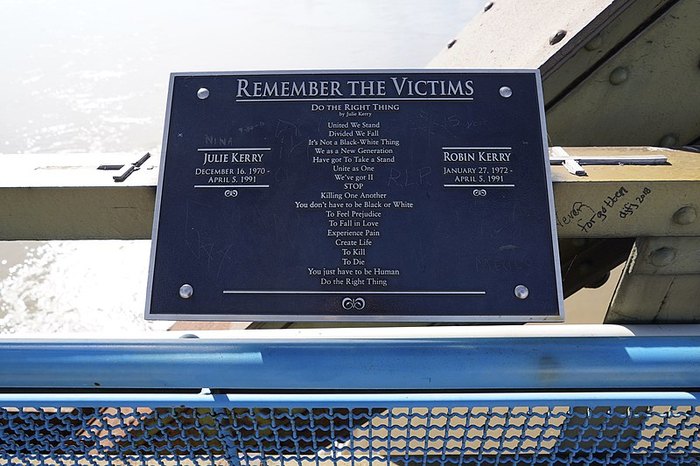 REMEMBER THE VICTIMS
DO THE RIGHT THING
by Julie Kerry
United We Stand
Divided We Fall
It's Not a Black-White Thing
We as a New Generation
Have got To Take a Stand
Unite as One
We've got II
STOP
Killing One Another
You don't have to be Black or White
To Feel Prejudice
To Fall in Love
Experience Pain
Create Life
To Kill
To Die
You just have to be Human
Do the Right Thing
JULIE KERRY
DECEMBER 16, 1970 -
APRIL 5, 1991
ROBIN KERRY
JANUARY 27, 1972 -
APRIL 5, 1991
NINA
RIP
Never
forgotten
2018